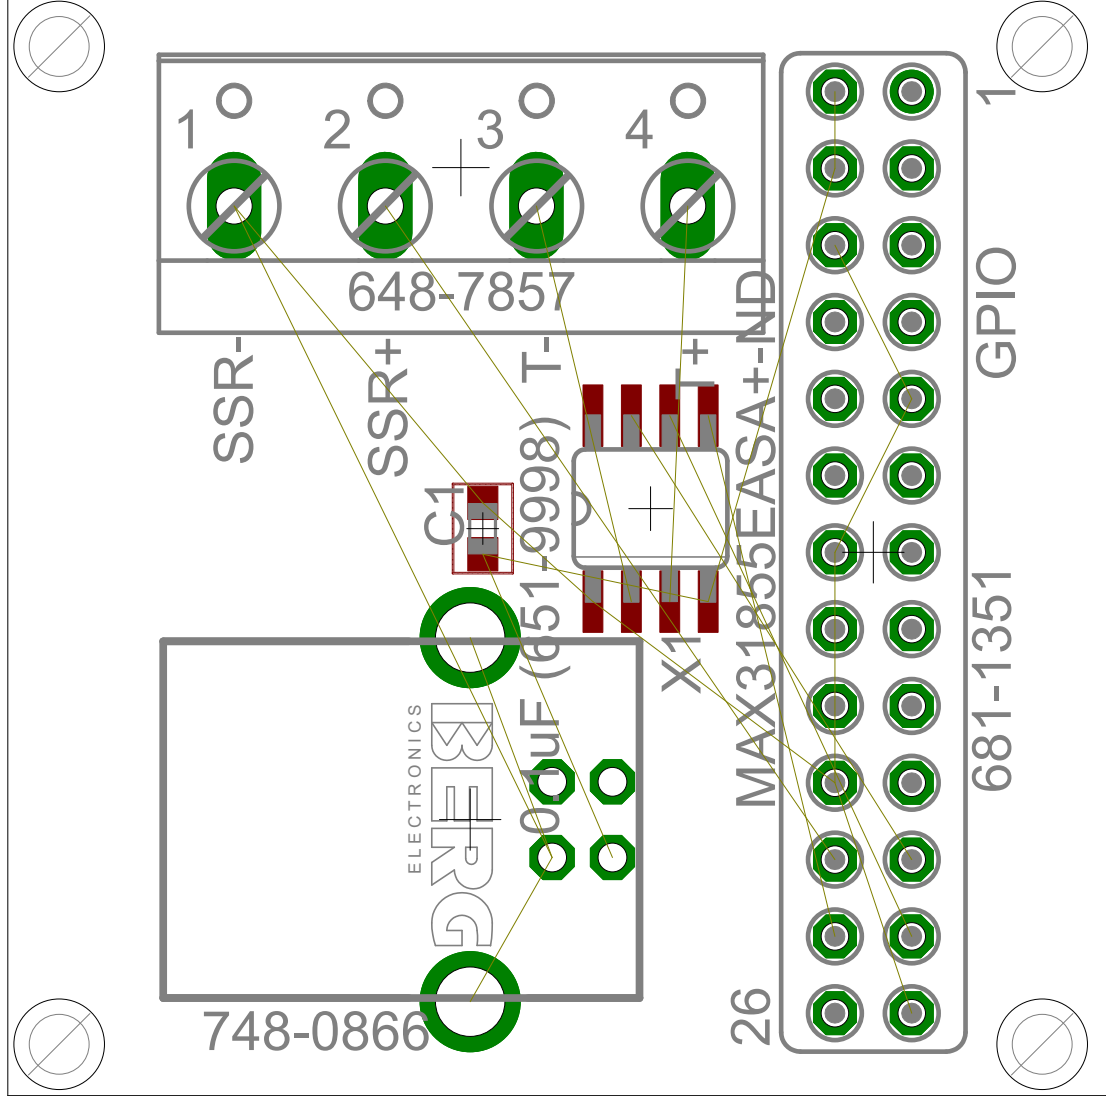 1
2
3
4
1
648-7857
GPIO
SSR-
SSR+
T-
T+
MAX31855EASA+-ND
C1
0.1uF (651-9998)
X1
681-1351
BERG
ELECTRONICS
26
748-0866